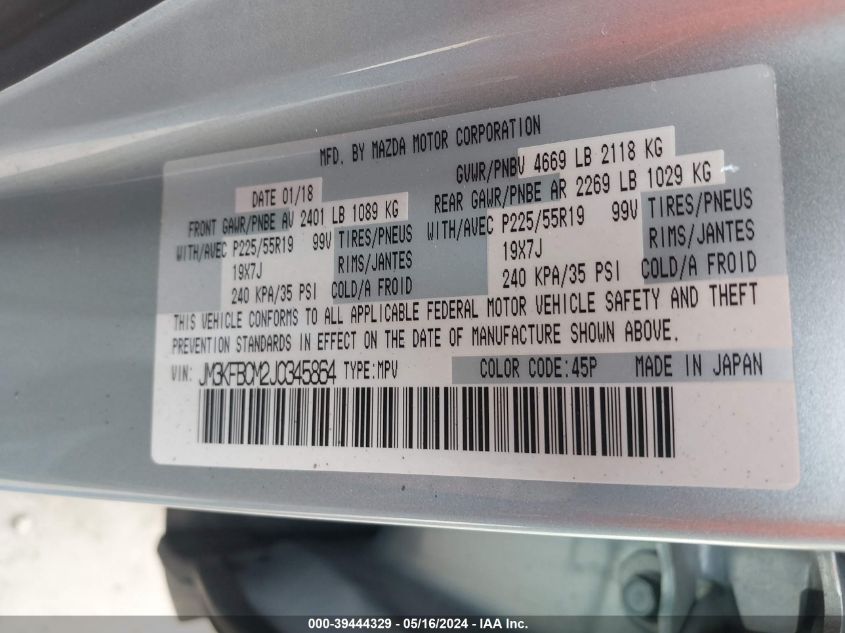 MFD. BY MAZDA MOTOR CORPORATION
DATE 01/18 GVWR/PNBV 4669 LB 2118 KG
FRONT GAWR/PNBE AV 2401 LB 1089 KG REAR GAWR/PNBE AR 2269 LB 1029 KG
WITH/AVEC P225/55R19 99V TIRES/PNEUS WITH/AVEC P225/55R19 99V TIRES/PNEUS
19X7J RIMS/JANTES 19X7J RIMS/JANTES
240 KPA/35 PSI COLD/A FROID 240 KPA/35 PSI COLD/A FROID
THIS VEHICLE CONFORMS TO ALL APPLICABLE FEDERAL MOTOR VEHICLE SAFETY AND THEFT
PREVENTION STANDARDS IN EFFECT ON THE DATE OF MANUFACTURE SHOWN ABOVE.
VIN: JM3KFBCM2J0345864 TYPE:MPV COLOR CODE:45P MADE IN JAPAN
000-39444329 - 05/16/2024 - IAA Inc.